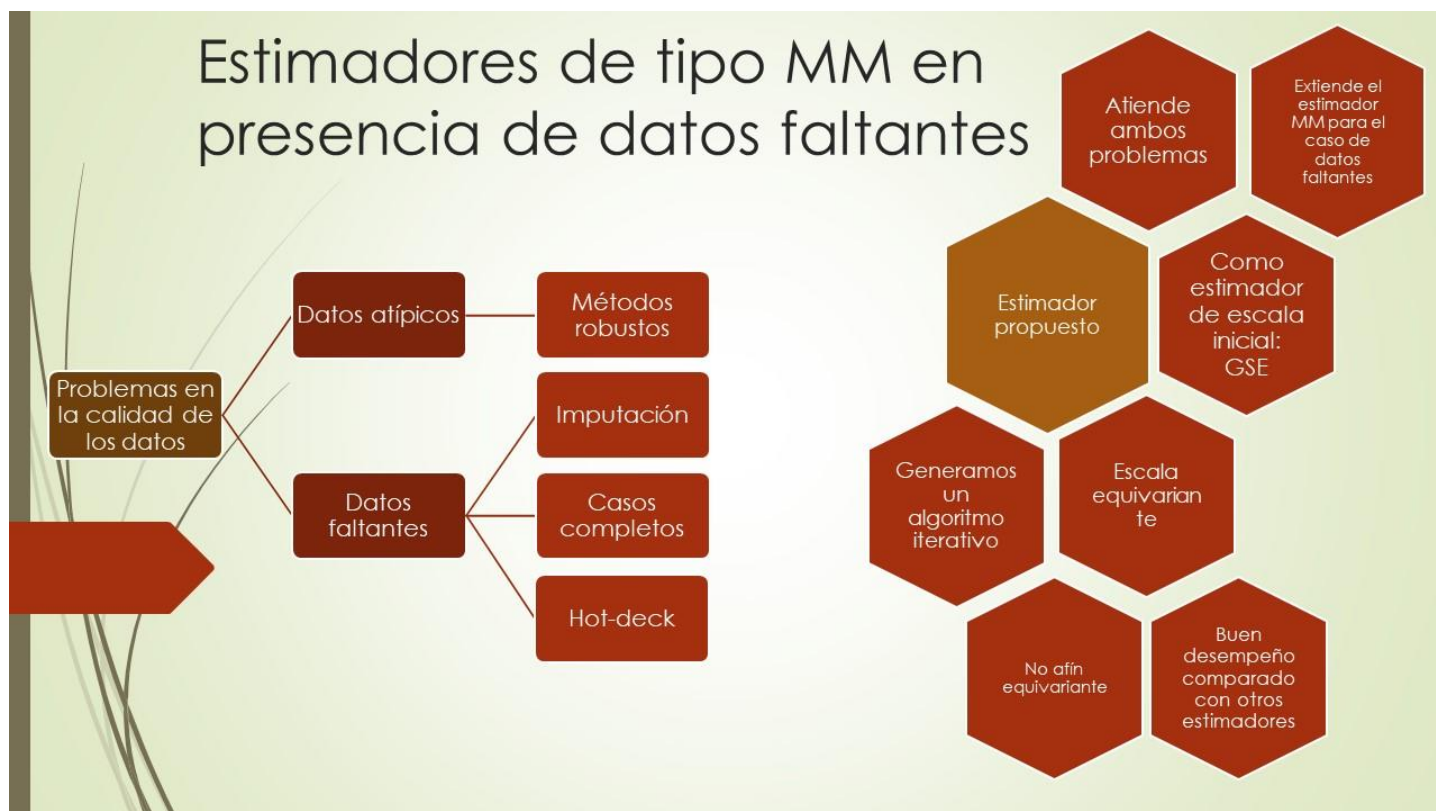 Estimadores de tipo MM en
presencia de datos faltantes
Problemas en
la calidad de
los datos
Datos atípicos
Métodos
robustos
Datos
faltantes
Imputación
Casos
completos
Hot-deck
Atiende
ambos
problemas
Extiende el
estimador
MM para el
caso de
datos
faltantes
Estimador
propuesto
Como
estimador
de escala
inicial:
GSE
Generamos
un
algoritmo
iterativo
Escala
equivarian
te
No afín
equivariante
Buen
desempeño
comparado
con otros
estimadores